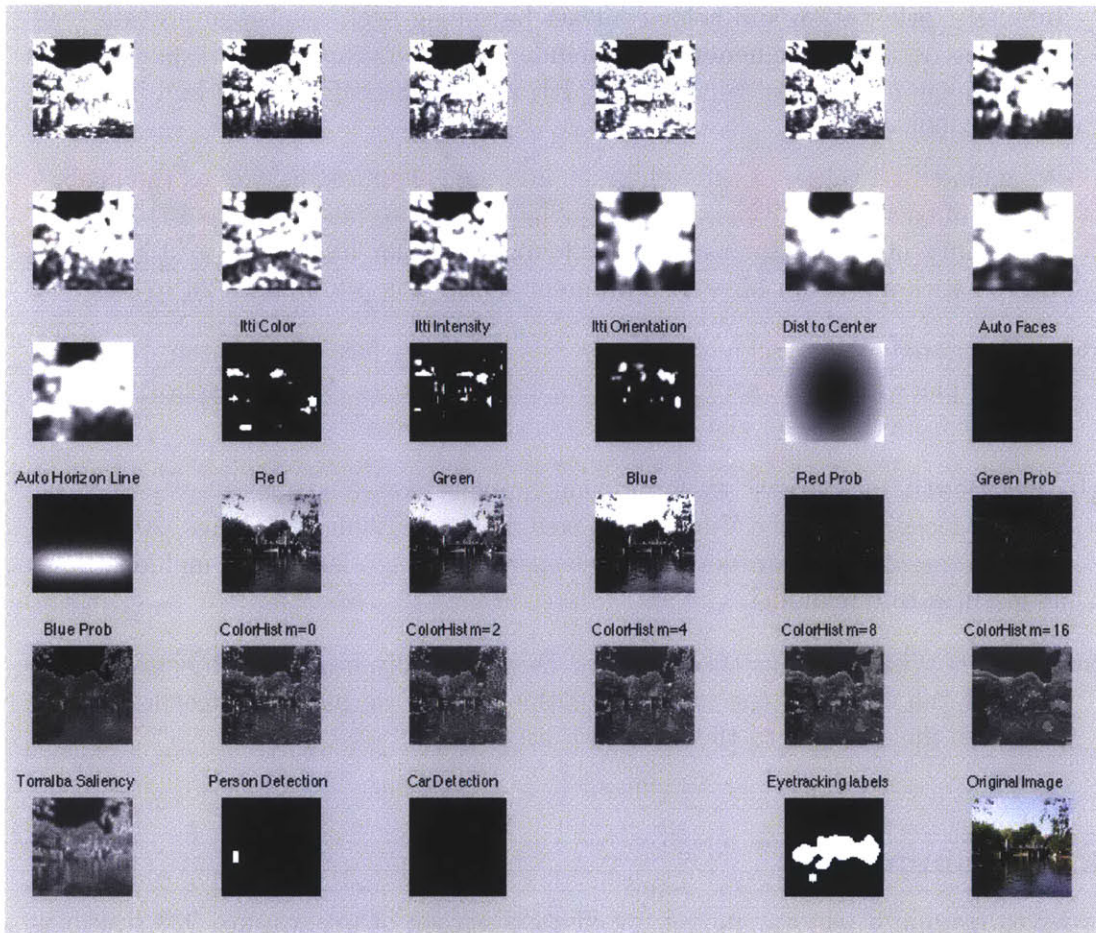 Itti Color Itti Intensity Itti Orientation Dist to Center Auto Faces
Auto Horizon Line Red Green Blue Red Prob Green Prob
Blue Prob ColorHist m=0 ColorHist m=2 ColorHist m=4 ColorHist m=8 ColorHist m=16
Torralba Saliency Person Detection Car Detection Eyetracking labels Original Image